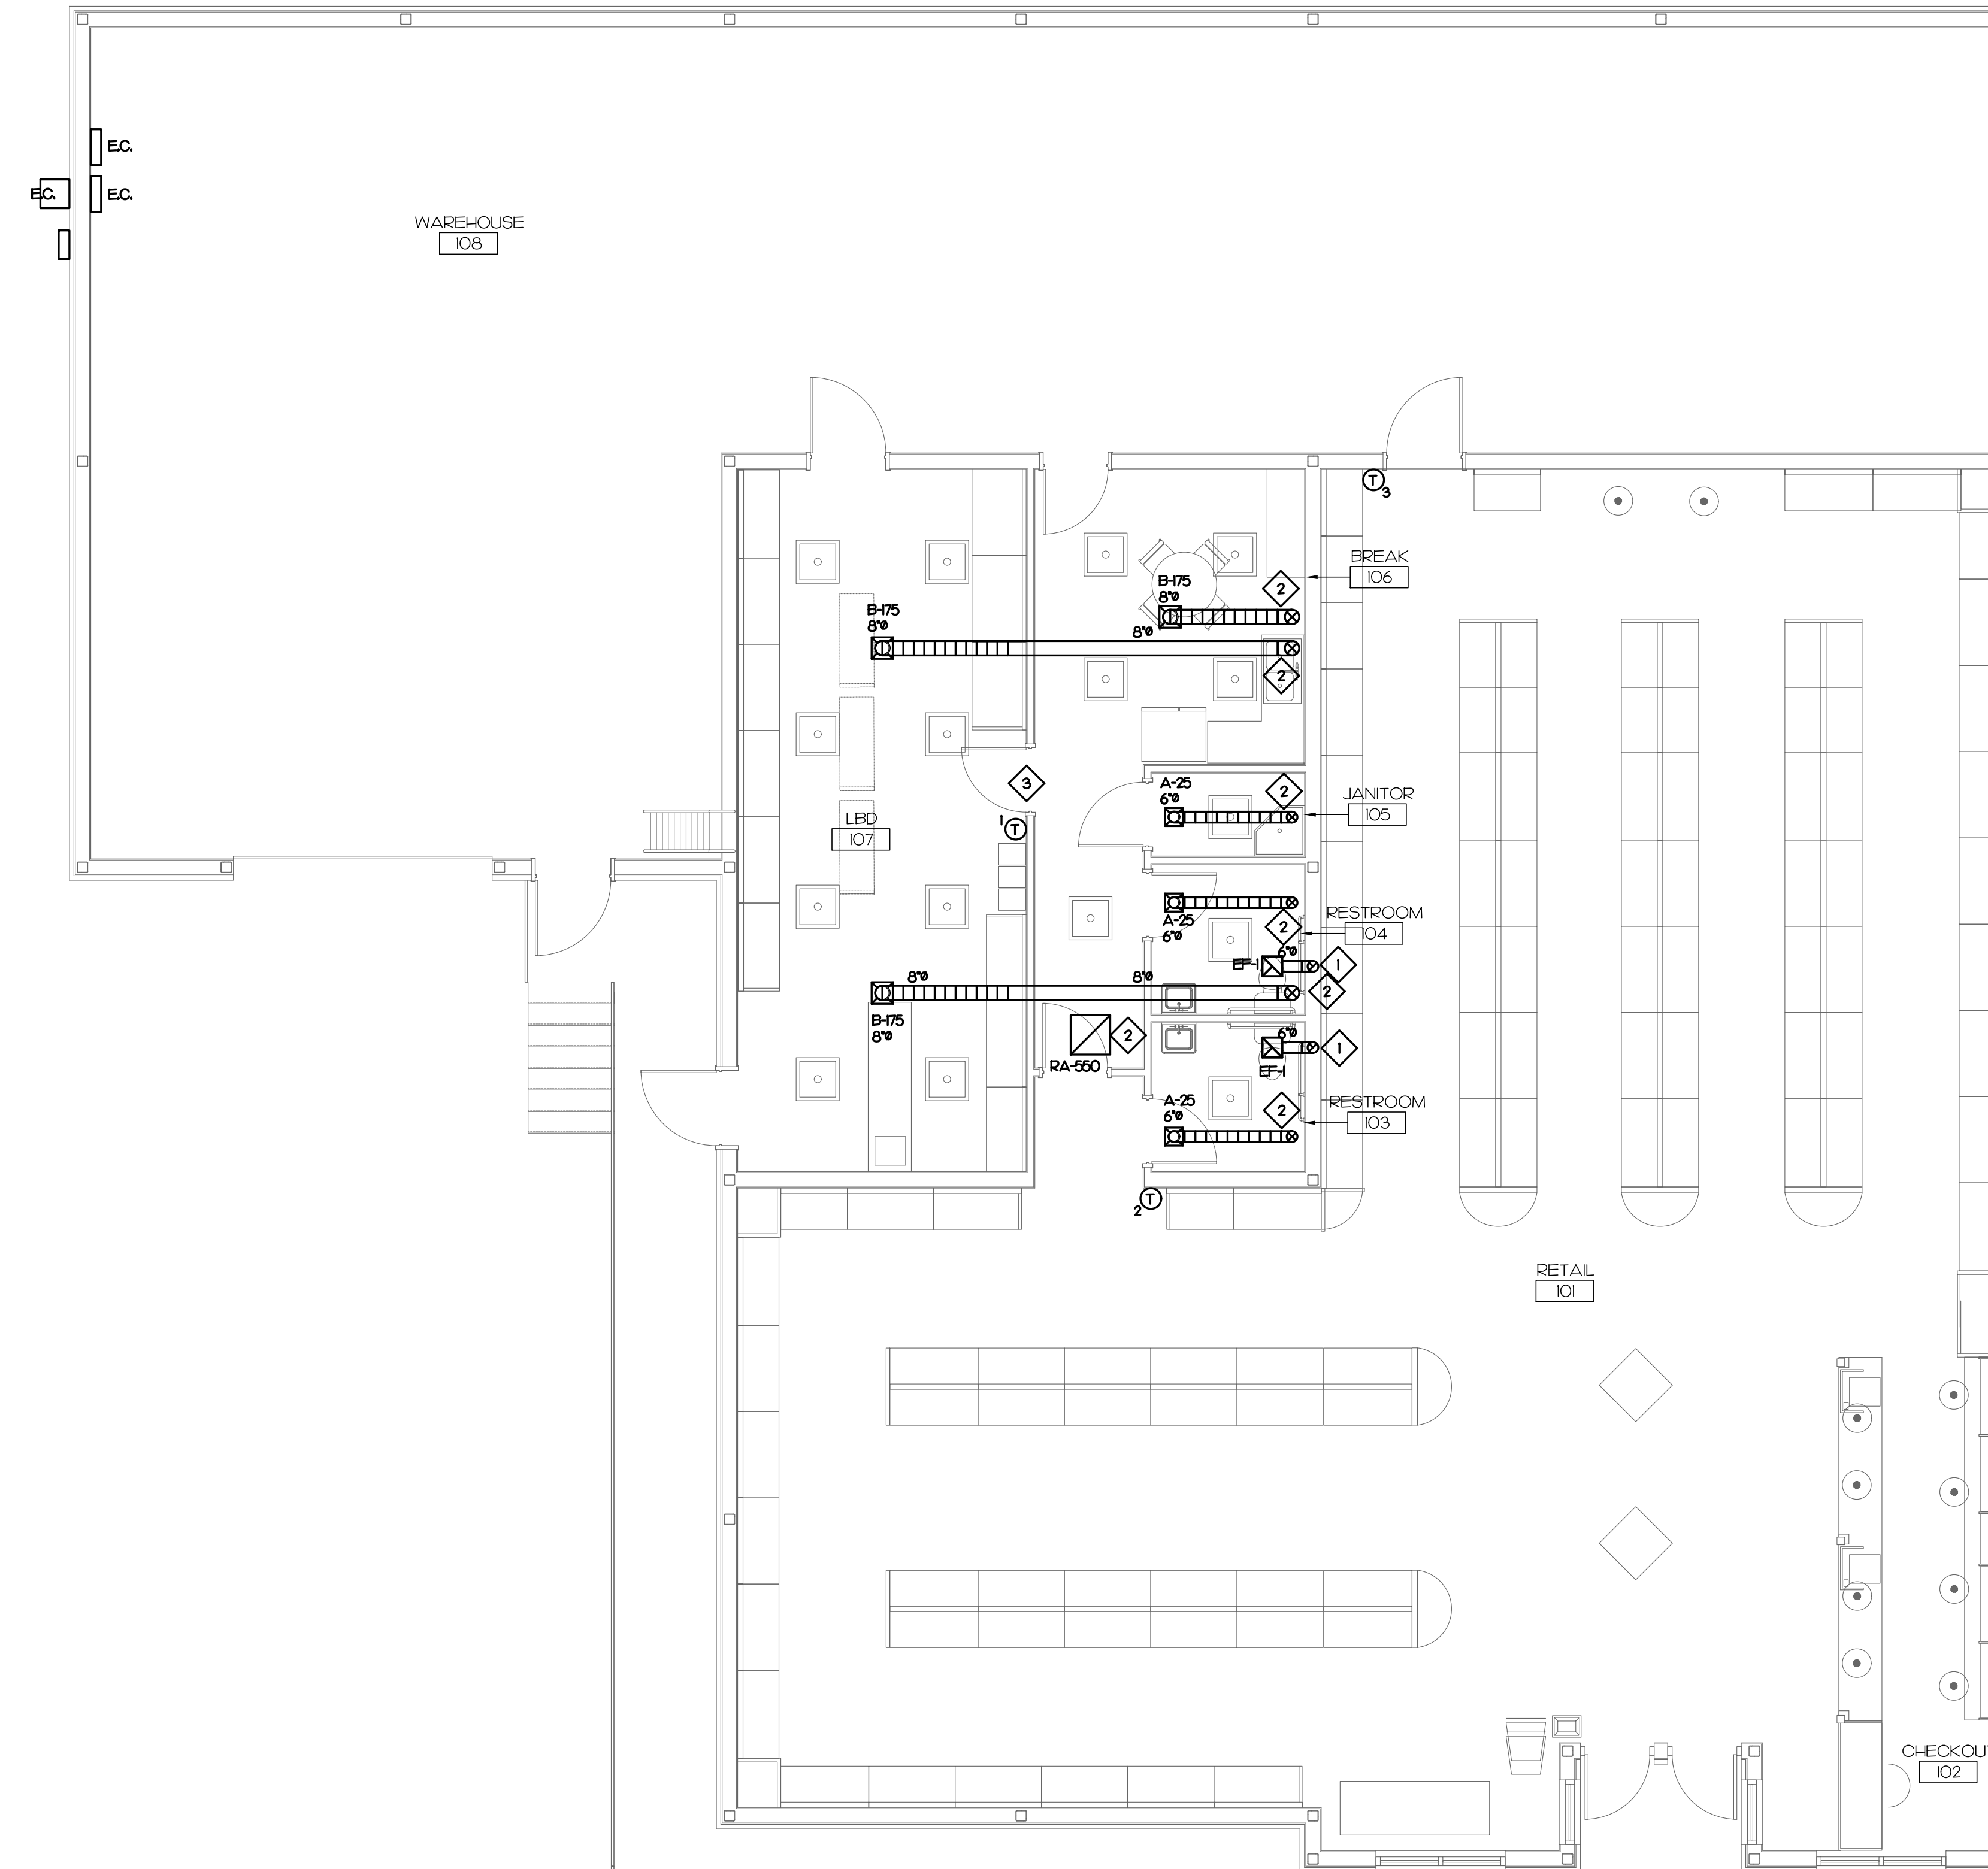 E.C.
E.C.
E.C.
WAREHOUSE
108
T
3
BREAK
106
B-175
8"Ø
2
B-175
8"Ø
8"Ø
2
3
A-25
6"Ø
2
JANITOR
105
LBD
107
1
T
A-25
6"Ø
2
RESTROOM
104
6"Ø
EF-1
1
2
8"Ø
8"Ø
B-175
8"Ø
2
RA-550
6"Ø
EF-1
1
A-25
6"Ø
2
RESTROOM
103
T
2
RETAIL
101
CHECKOU
102